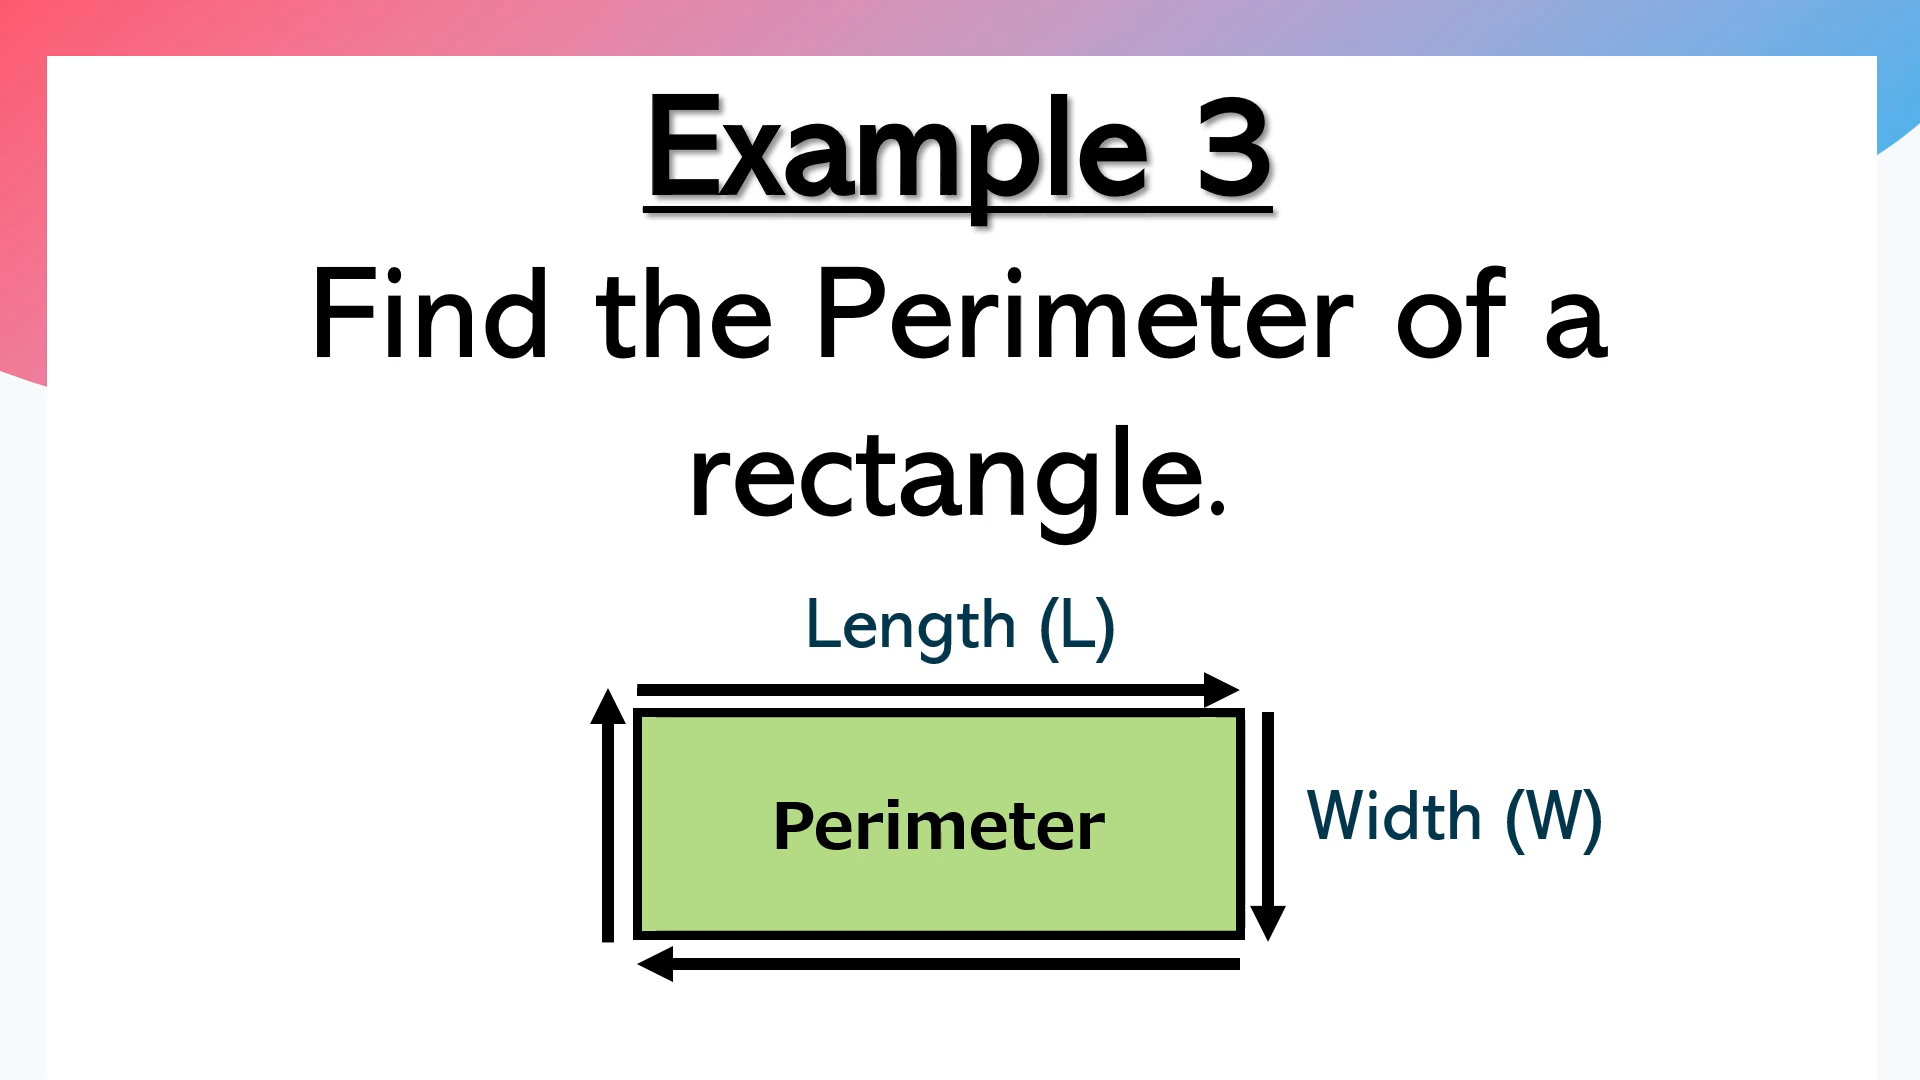 Example 3
Find the Perimeter of a
rectangle.
Length (L)
Perimeter
Width (W)